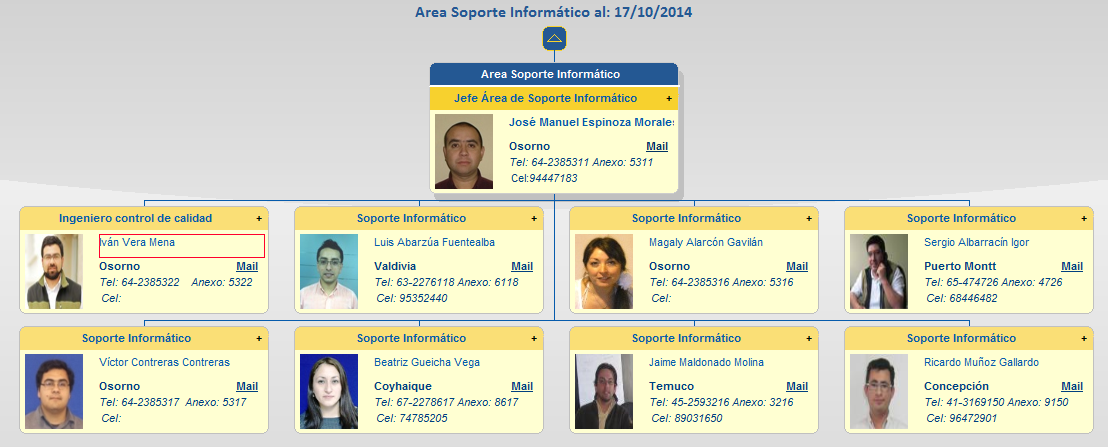 Area Soporte Informático al: 17/10/2014
Area Soporte Informático
Jefe Área de Soporte Informático +
José Manuel Espinoza Morales
Osorno Mail
Tel: 64-2385311 Anexo: 5311
Cel:94447183
Ingeniero control de calidad +
Iván Vera Mena
Osorno Mail
Tel: 64-2385322 Anexo: 5322
Cel:
Soporte Informático +
Luis Abarzúa Fuentealba
Valdivia Mail
Tel: 63-2276118 Anexo: 6118
Cel: 95352440
Soporte Informático +
Magaly Alarcón Gavilán
Osorno Mail
Tel: 64-2385316 Anexo: 5316
Cel:
Soporte Informático +
Sergio Albarracín Igor
Puerto Montt Mail
Tel: 65-474726 Anexo: 4726
Cel: 68446482
Soporte Informático +
Víctor Contreras Contreras
Osorno Mail
Tel: 64-2385317 Anexo: 5317
Cel:
Soporte Informático +
Beatriz Gueicha Vega
Coyhaique Mail
Tel: 67-2278617 Anexo: 8617
Cel: 74785205
Soporte Informático +
Jaime Maldonado Molina
Temuco Mail
Tel: 45-2593216 Anexo: 3216
Cel: 89031650
Soporte Informático +
Ricardo Muñoz Gallardo
Concepción Mail
Tel: 41-3169150 Anexo: 9150
Cel: 96472901